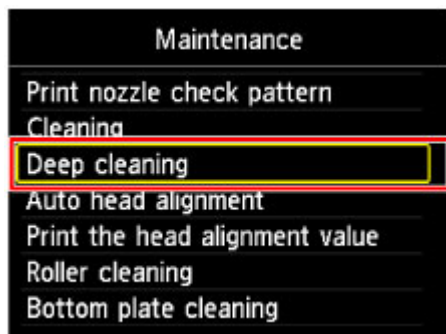 Maintenance
Print nozzle check pattern
Cleaning
Deep cleaning
Auto head alignment
Print the head alignment value
Roller cleaning
Bottom plate cleaning